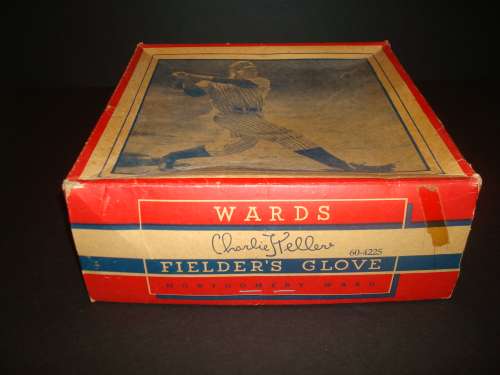 WARDS
Charlie Keller
60-4225
FIELDER'S GLOVE
MONTGOMERY WARD